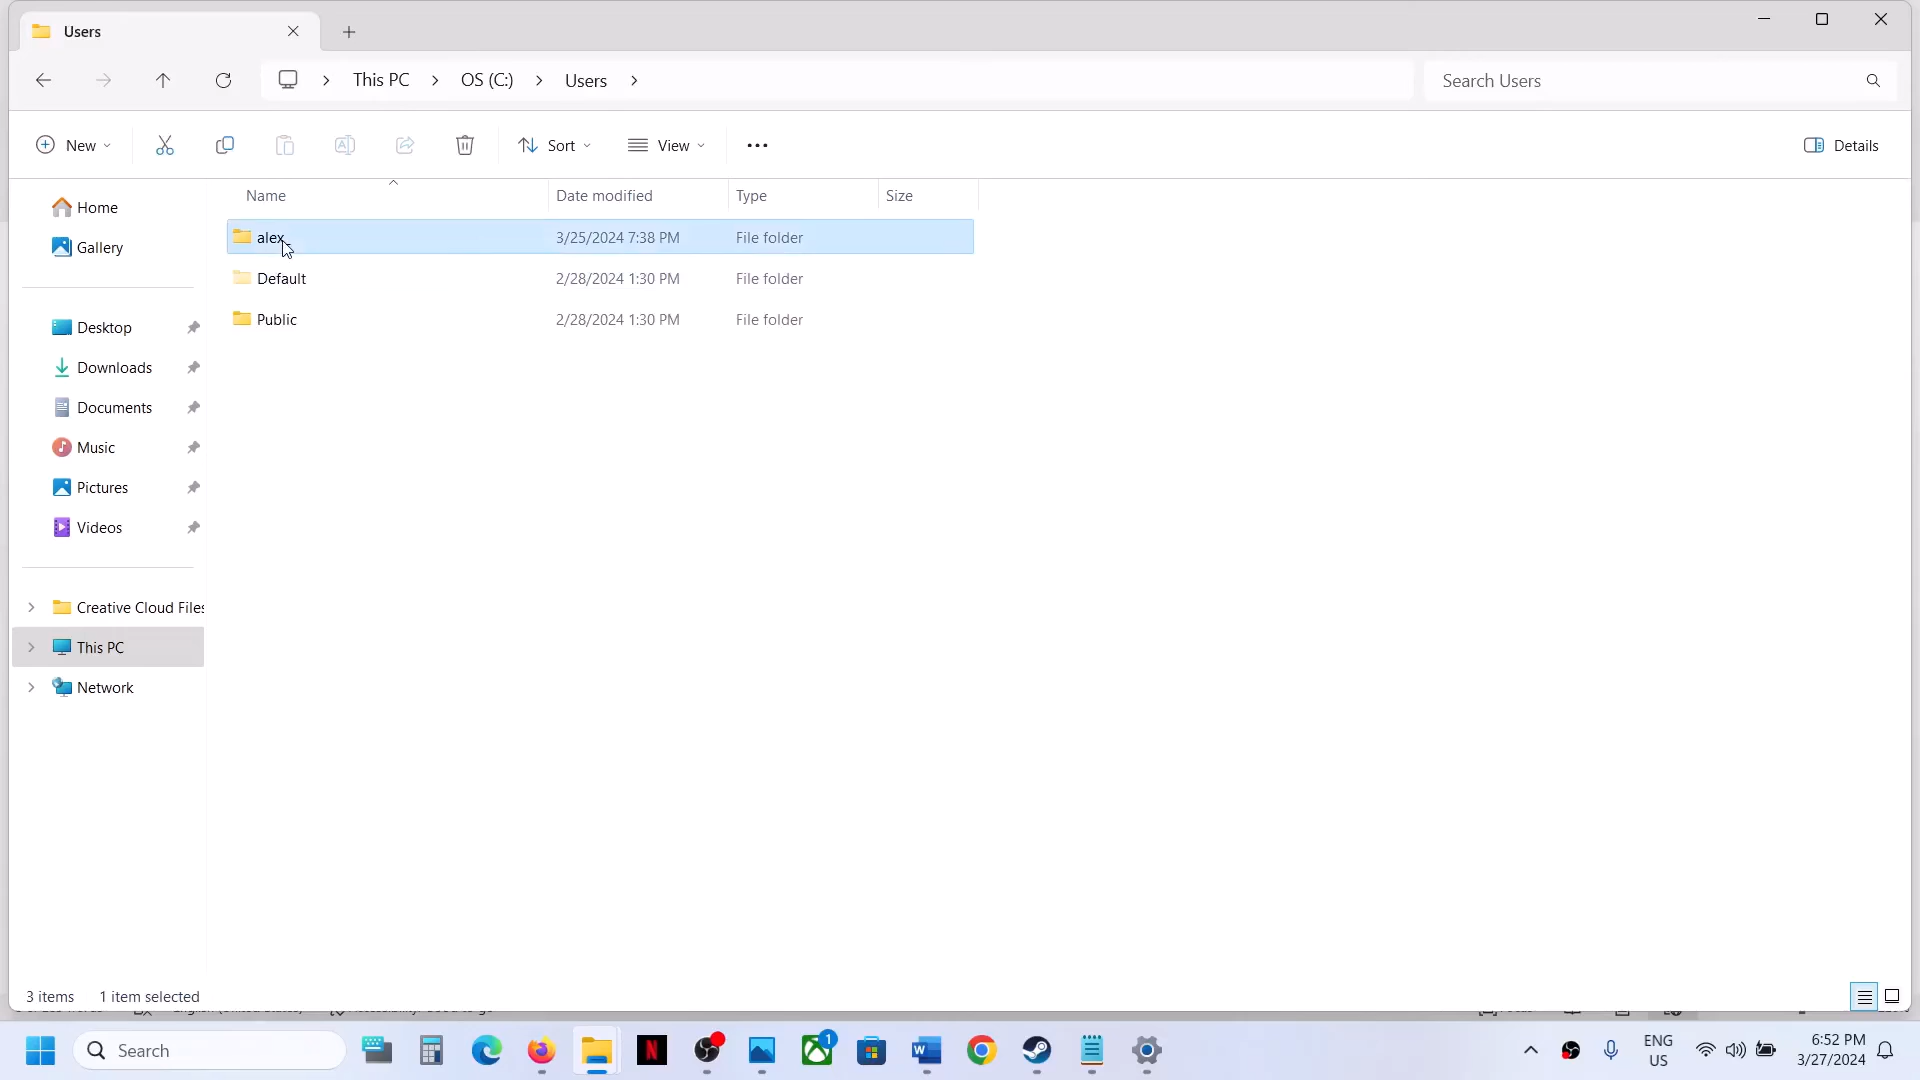 Users
This PC
OS (C:)
Users
Search Users
New
Sort
View
Details
Name
Date modified
Type
Size
Home
Gallery
Desktop
Downloads
Documents
Music
Pictures
Videos
Creative Cloud Files
This PC
Network
alex
3/25/2024 7:38 PM
File folder
Default
2/28/2024 1:30 PM
File folder
Public
2/28/2024 1:30 PM
File folder
3 items
1 item selected
Search
1
ENG
US
6:52 PM
3/27/2024